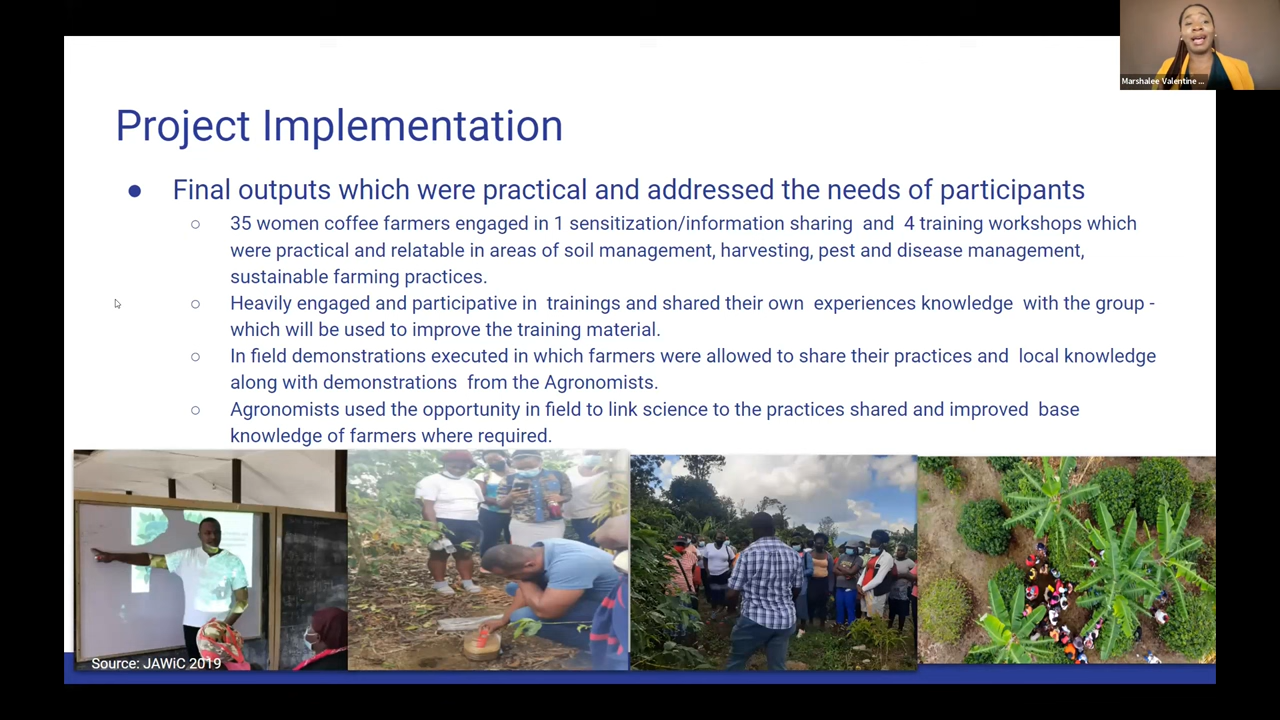 Marshalee Valentine ...
Project Implementation
● Final outputs which were practical and addressed the needs of participants
○ 35 women coffee farmers engaged in 1 sensitization/information sharing and 4 training workshops which
were practical and relatable in areas of soil management, harvesting, pest and disease management,
sustainable farming practices.
○ Heavily engaged and participative in trainings and shared their own experiences knowledge with the group -
which will be used to improve the training material.
○ In field demonstrations executed in which farmers were allowed to share their practices and local knowledge
along with demonstrations from the Agronomists.
○ Agronomists used the opportunity in field to link science to the practices shared and improved base
knowledge of farmers where required.
Source: JAWiC 2019